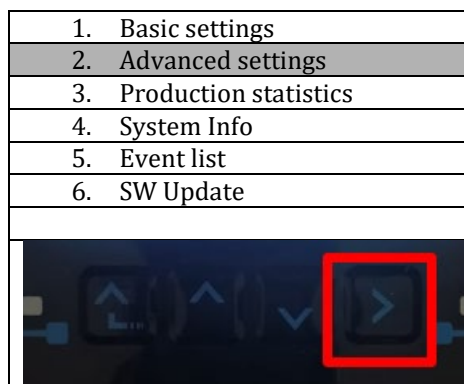 1. Basic settings
2. Advanced settings
3. Production statistics
4. System Info
5. Event list
6. SW Update